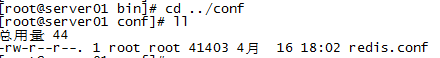 [root@server01 bin]# cd ../conf
[root@server01 conf]# ll
总用量 44
-rw-r--r--. 1 root root 41403 4月  16 18:02 redis.conf